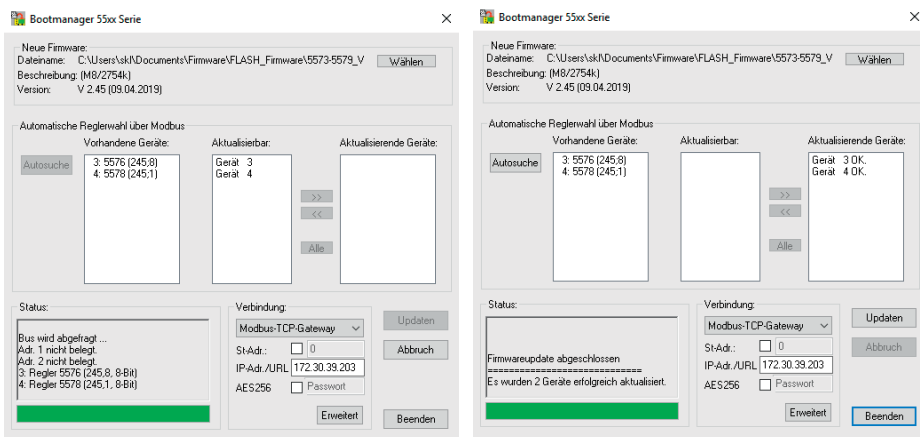 Bootmanager 55xx Serie
Neue Firmware:
Dateiname: C:\Users\skl\Documents\Firmware\FLASH_Firmware\5573-5579_V Wählen
Beschreibung: (M8/2754k)
Version: V 2.45 (09.04.2019)
Automatische Reglerwahl über Modbus
Vorhandene Geräte: Aktualisierbar: Aktualisierende Geräte:
Autosuche
3: 5576 (245;8) Gerät 3
4: 5578 (245;1) Gerät 4
>>
<<
Alle
Status:
Bus wird abgefragt ...
Adr. 1 nicht belegt.
Adr. 2 nicht belegt.
3: Regler 5576 (245,8, 8-Bit)
4: Regler 5578 (245,1, 8-Bit)
Verbindung:
Modbus-TCP-Gateway
St-Adr.: 0
IP-Adr./URL 172.30.39.203
AES256 Passwort
Erweitert
Updaten
Abbruch
Beenden
Bootmanager 55xx Serie
Neue Firmware:
Dateiname: C:\Users\skl\Documents\Firmware\FLASH_Firmware\5573-5579_V Wählen
Beschreibung: (M8/2754k)
Version: V 2.45 (09.04.2019)
Automatische Reglerwahl über Modbus
Vorhandene Geräte: Aktualisierbar: Aktualisierende Geräte:
Autosuche
3: 5576 (245;8) Gerät 3 OK.
4: 5578 (245;1) Gerät 4 OK.
>>
<<
Alle
Status:
Firmwareupdate abgeschlossen
==============================
Es wurden 2 Geräte erfolgreich aktualisiert.
Verbindung:
Modbus-TCP-Gateway
St-Adr.: 0
IP-Adr./URL 172.30.39.203
AES256 Passwort
Erweitert
Updaten
Abbruch
Beenden